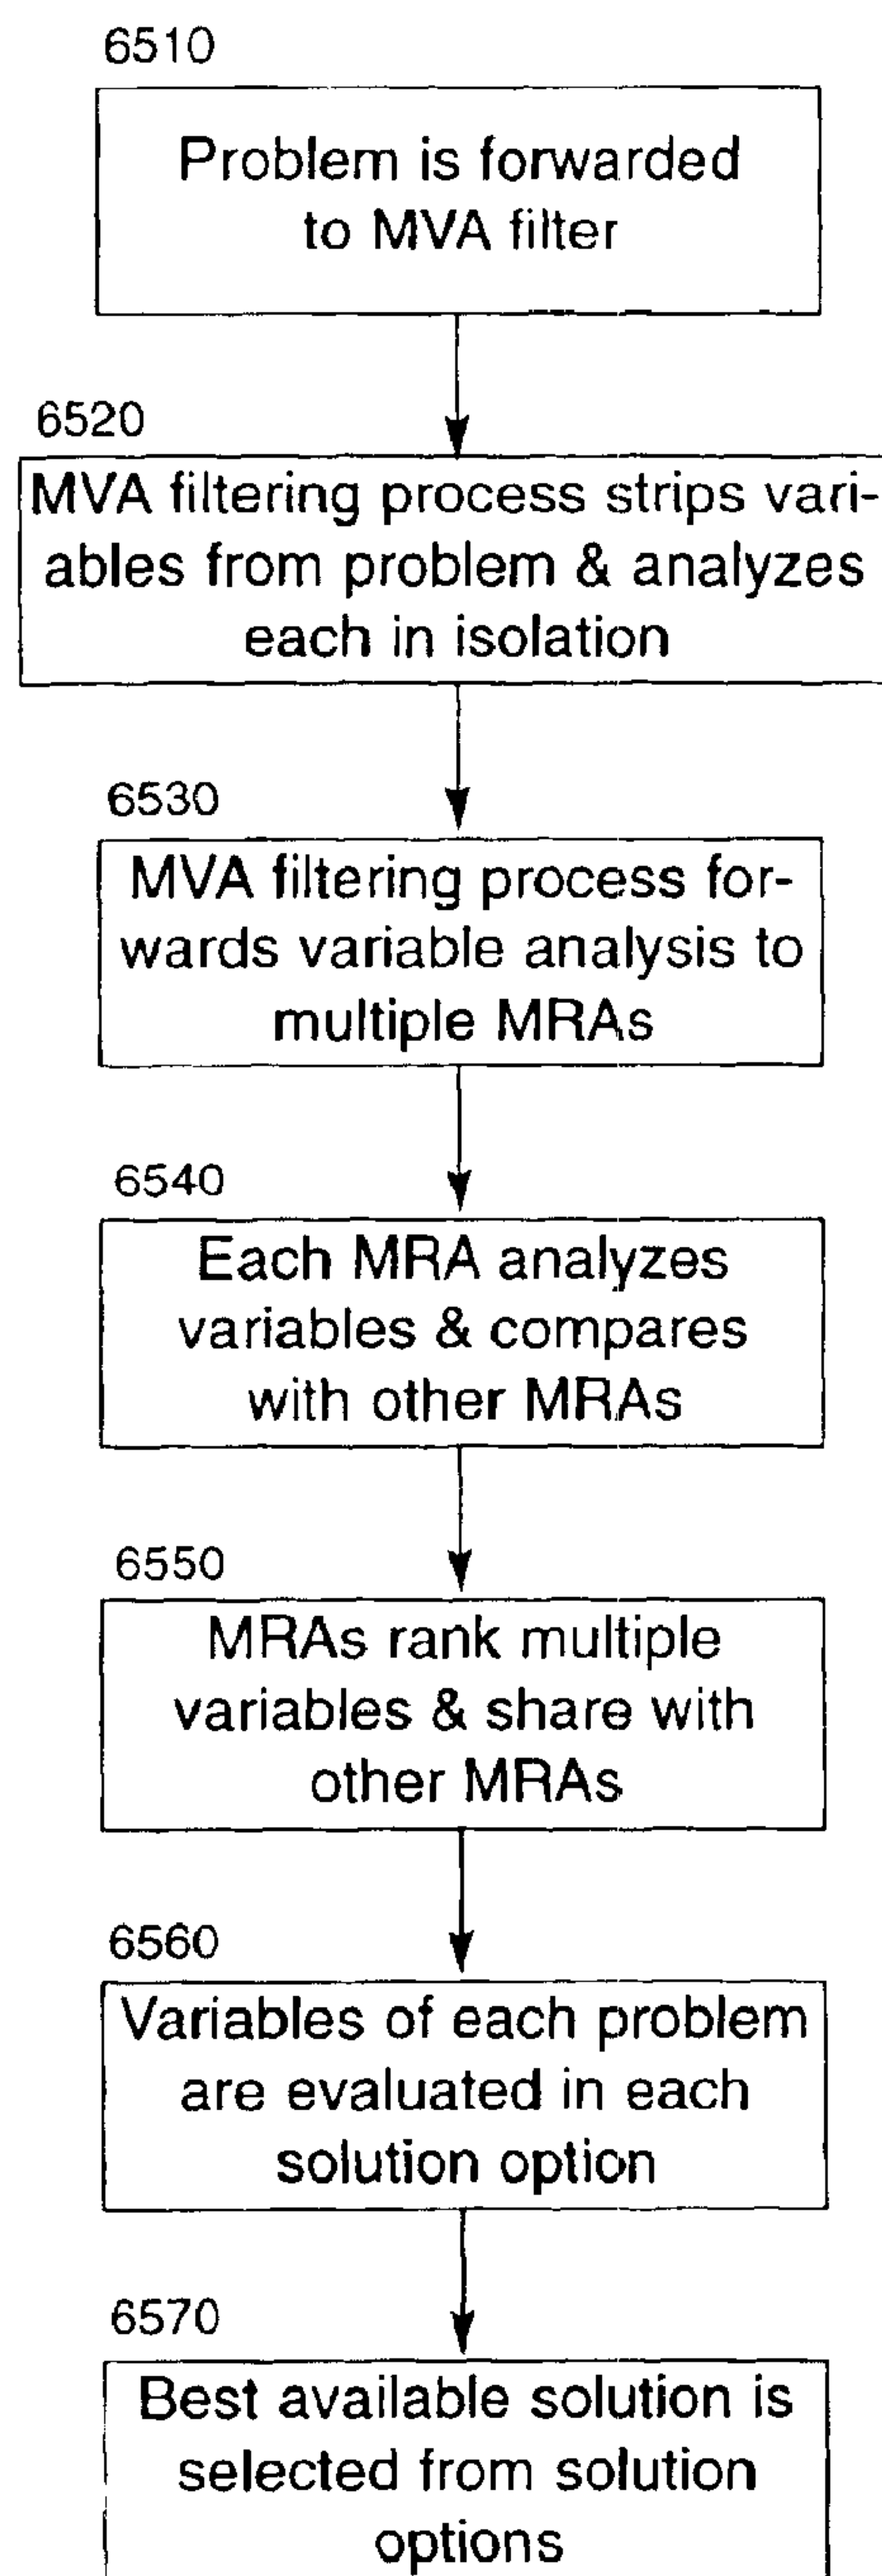 6510
Problem is forwarded
to MVA filter
6520
MVA filtering process strips vari-
ables from problem & analyzes
each in isolation
6530
MVA filtering process for-
wards variable analysis to
multiple MRAs
6540
Each MRA analyzes
variables & compares
with other MRAs
6550
MRAs rank multiple
variables & share with
other MRAs
6560
Variables of each problem
are evaluated in each
solution option
6570
Best available solution is
selected from solution
options